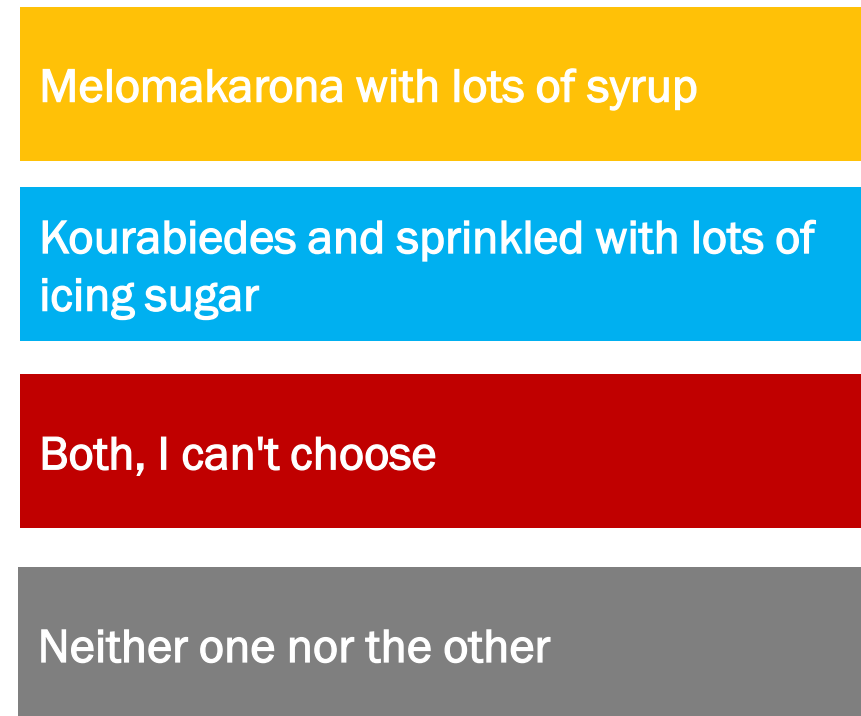 Melomakarona with lots of syrup
Kourabiedes and sprinkled with lots of
icing sugar
Both, I can't choose
Neither one nor the other